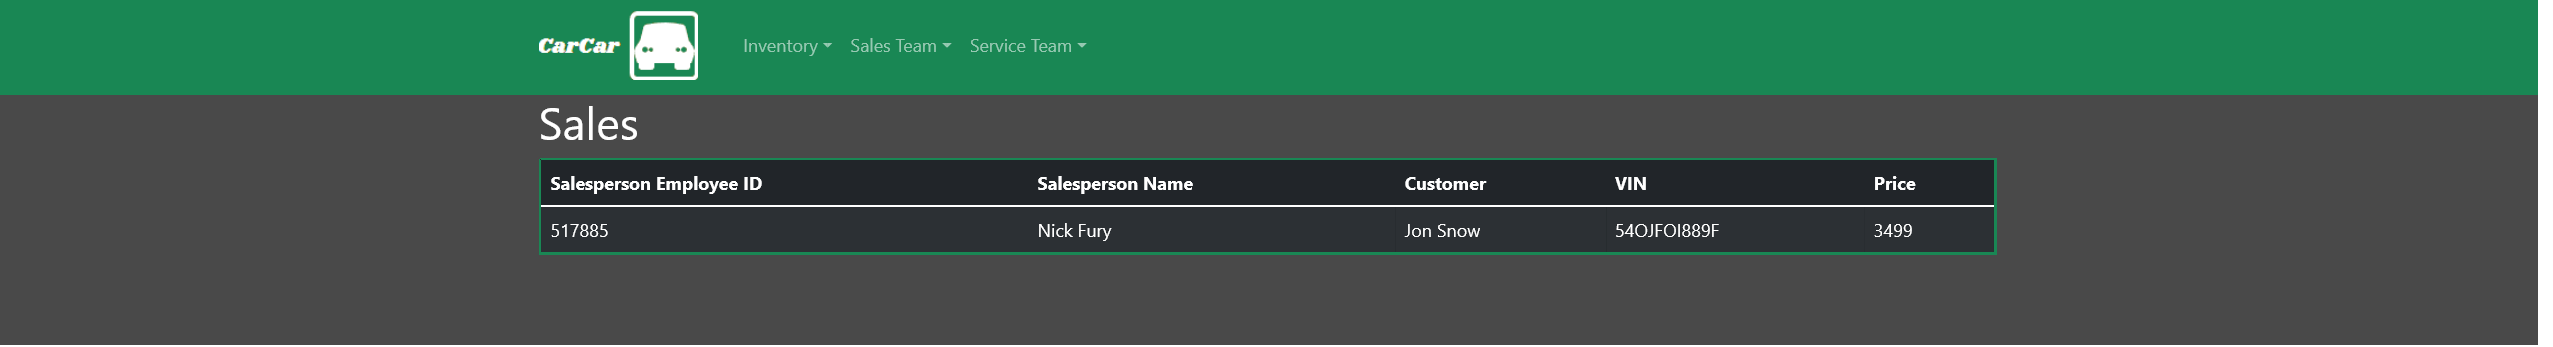 CarCar Inventory Sales Team Service Team
Sales
Salesperson Employee ID Salesperson Name Customer VIN Price
517885 Nick Fury Jon Snow 54OJFOI889F 3499